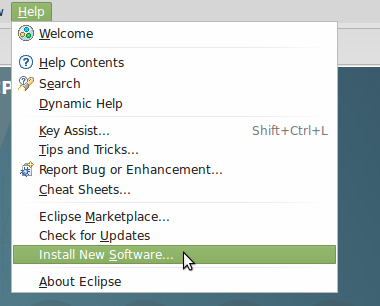 Help
Welcome
Help Contents
Search
Dynamic Help
Key Assist... Shift+Ctrl+L
Tips and Tricks...
Report Bug or Enhancement...
Cheat Sheets...
Eclipse Marketplace...
Check for Updates
Install New Software...
About Eclipse